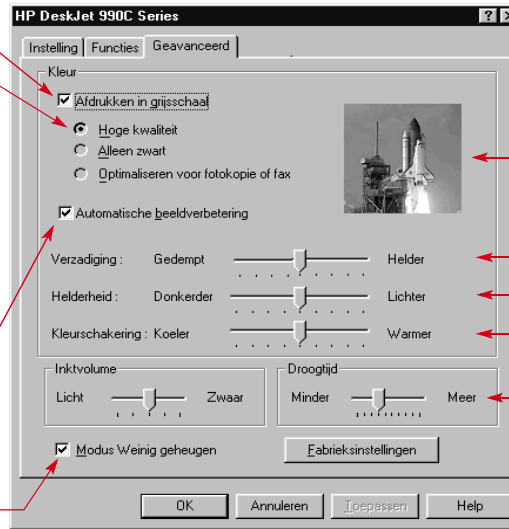 HP DeskJet 990C Series
Instelling Functies Geavanceerd
Kleur
Afdrukken in grijsschaal
Hoge kwaliteit
Alleen zwart
Optimaliseren voor fotokopie of fax
Automatische beeldverbetering
Verzadiging : Gedempt Helder
Helderheid : Donkerder Lichter
Kleurschakering : Koeler Warmer
Inktvolume Droogtijd
Licht Zwaar Minder Meer
Modus Weinig geheugen Fabrieksinstellingen
OK Annuleren Toepassen Help